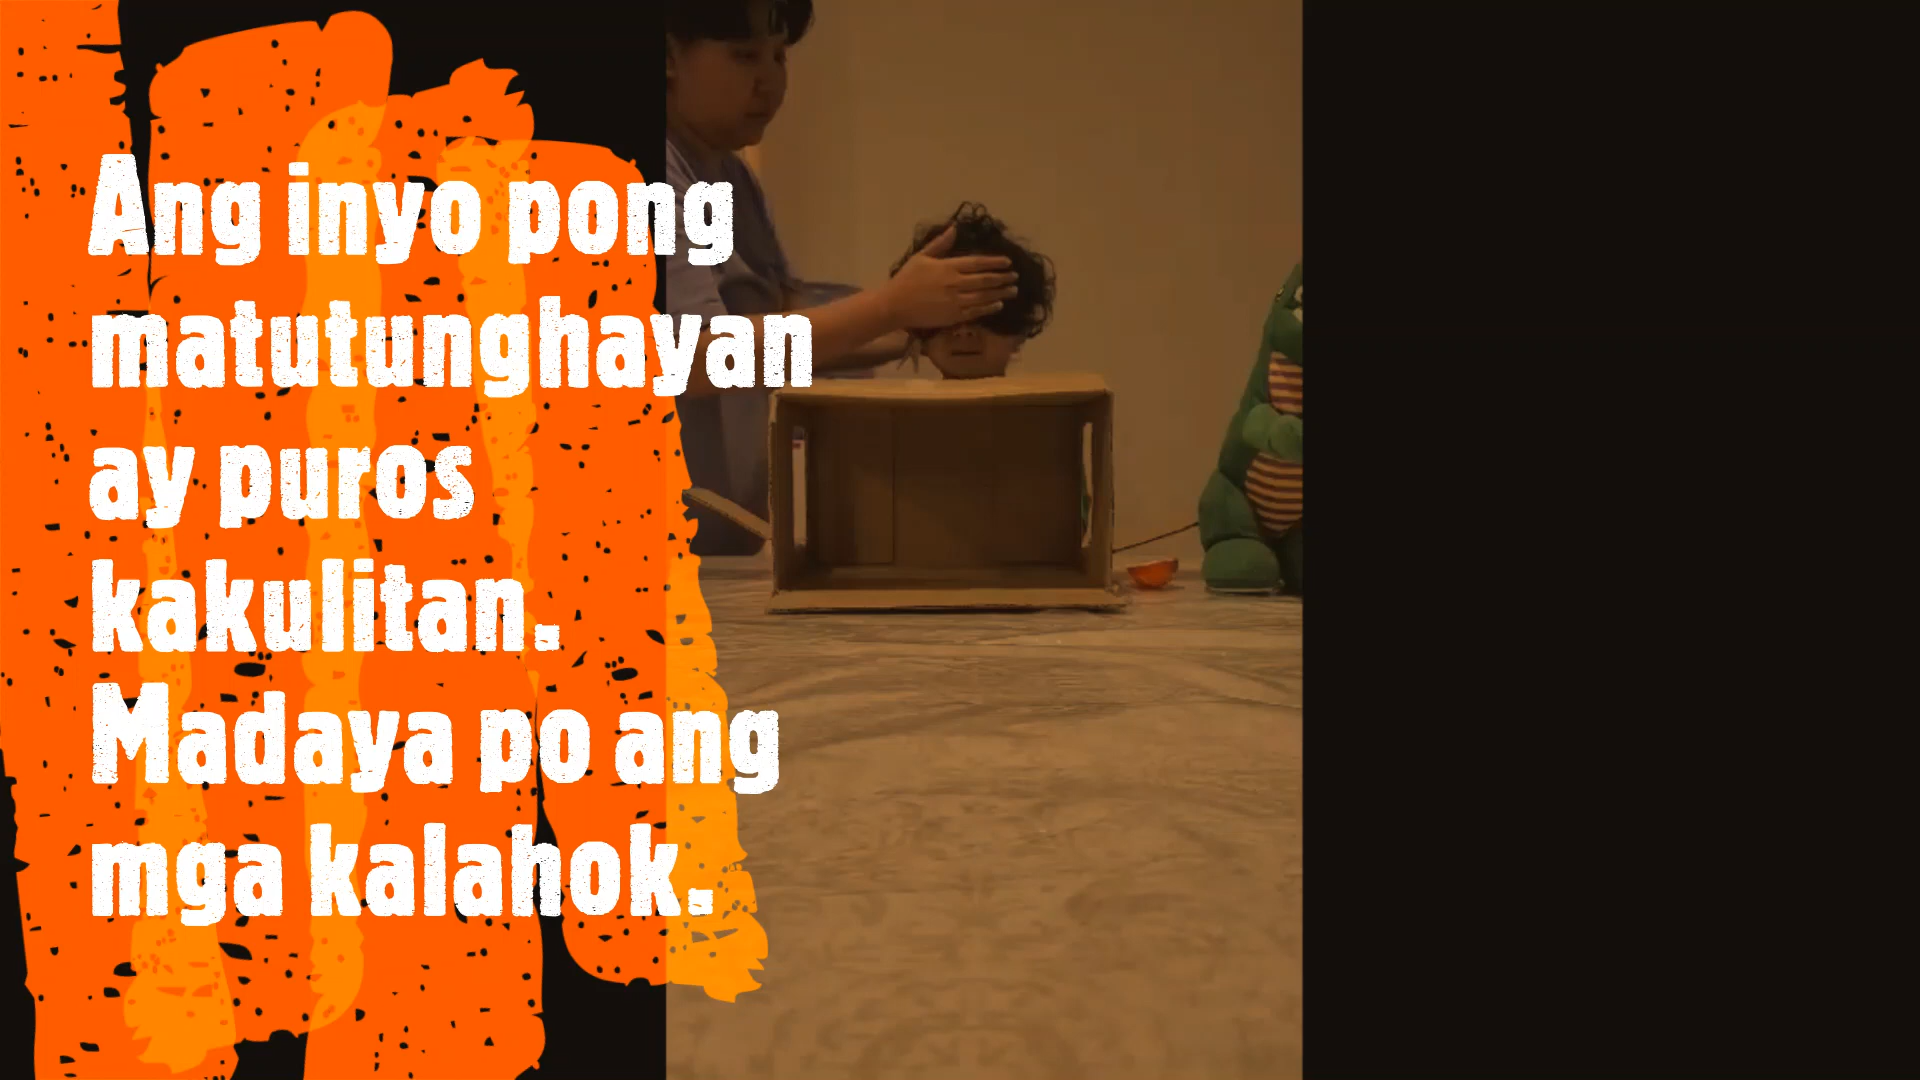 Ang inyo pong
matutunghayan
ay puros
kakulitan.
Madaya po ang
mga kalahok.